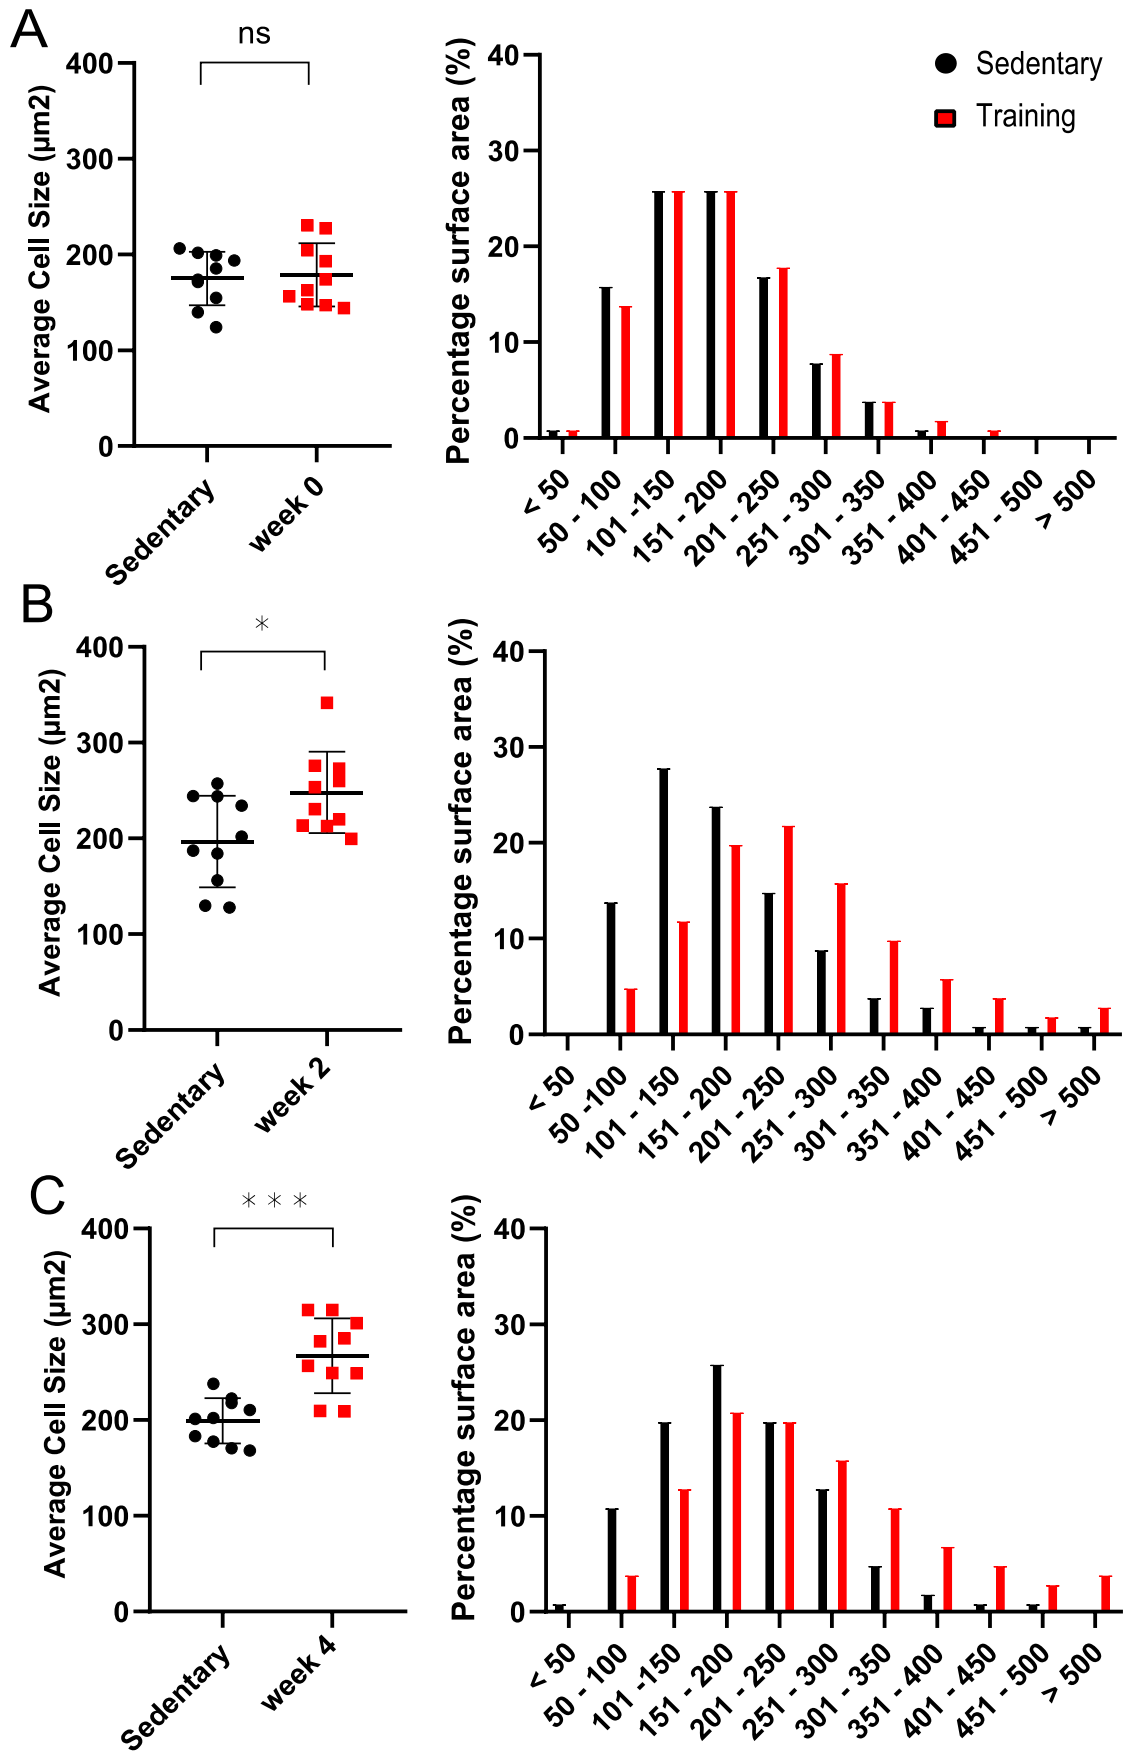 A
ns
Average Cell Size (µm2)
400
300
200
100
0
Sedentary
week 0
Percentage surface area (%)
40
30
20
10
0
< 50
50 - 100
101 -150
151 - 200
201 - 250
251 - 300
301 - 350
351 - 400
401 - 450
451 - 500
> 500
Sedentary
Training
B
*
Average Cell Size (µm2)
400
300
200
100
0
Sedentary
week 2
Percentage surface area (%)
40
30
20
10
0
< 50
50 -100
101 - 150
151 - 200
201 - 250
251 - 300
301 - 350
351 - 400
401 - 450
451 - 500
> 500
C
* * *
Average Cell Size (µm2)
400
300
200
100
0
Sedentary
week 4
Percentage surface area (%)
40
30
20
10
0
< 50
50 - 100
101 -150
151 - 200
201 - 250
251 - 300
301 - 350
351 - 400
401 - 450
451 - 500
> 500